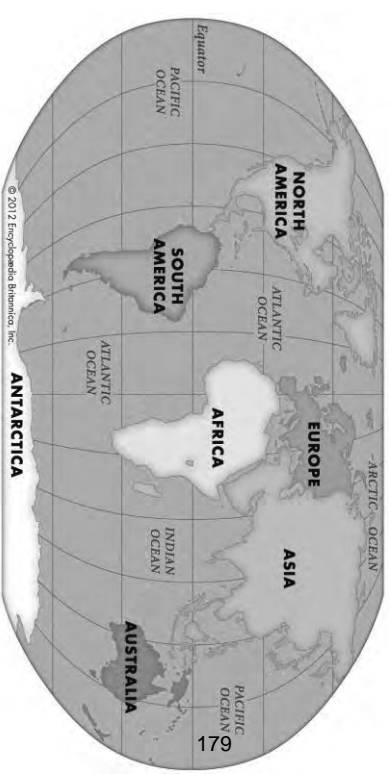 ARCTIC OCEAN
NORTH
AMERICA
EUROPE
ASIA
ATLANTIC
OCEAN
PACIFIC
OCEAN
AFRICA
PACIFIC
OCEAN
Equator
SOUTH
AMERICA
INDIAN
OCEAN
ATLANTIC
OCEAN
AUSTRALIA
ANTARCTICA
© 2012 Encyclopædia Britannica, Inc.
179